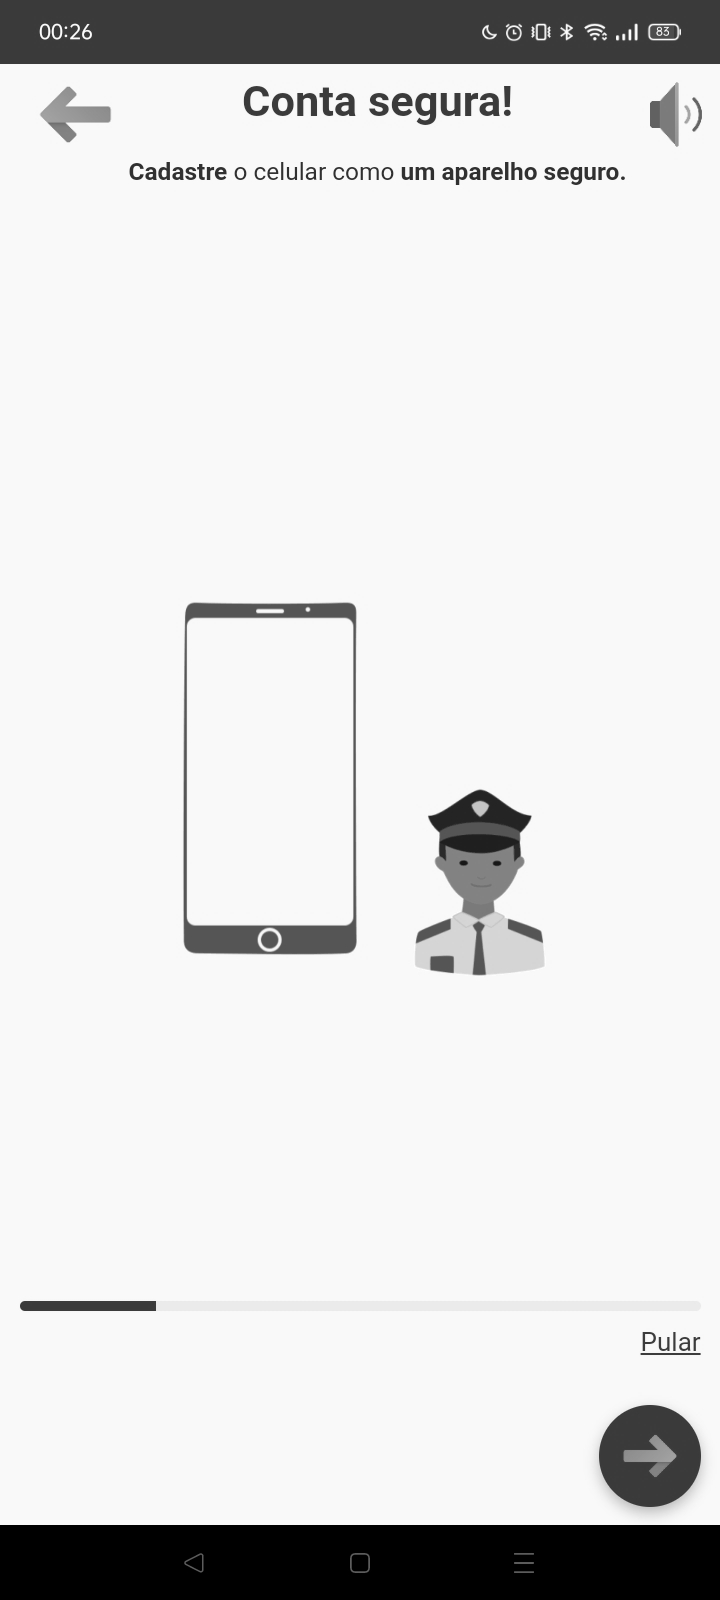 00:26
83
Conta segura!
Cadastre o celular como um aparelho seguro.
Pular